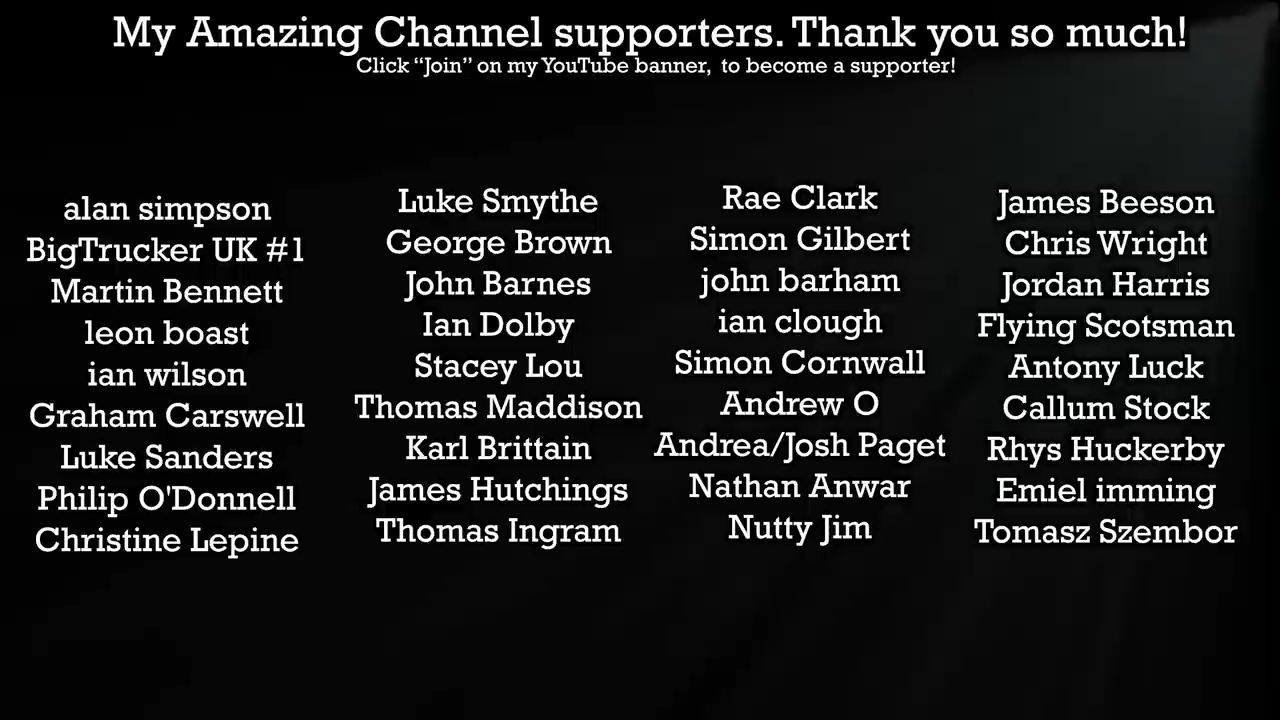 My Amazing Channel supporters. Thank you so much!
Click “Join” on my YouTube banner, to become a supporter!
alan simpson
BigTrucker UK #1
Martin Bennett
leon boast
ian wilson
Graham Carswell
Luke Sanders
Philip O'Donnell
Christine Lepine
Luke Smythe
George Brown
John Barnes
Ian Dolby
Stacey Lou
Thomas Maddison
Karl Brittain
James Hutchings
Thomas Ingram
Rae Clark
Simon Gilbert
john barham
ian clough
Simon Cornwall
Andrew O
Andrea/Josh Paget
Nathan Anwar
Nutty Jim
James Beeson
Chris Wright
Jordan Harris
Flying Scotsman
Antony Luck
Callum Stock
Rhys Huckerby
Emiel imming
Tomasz Szembor